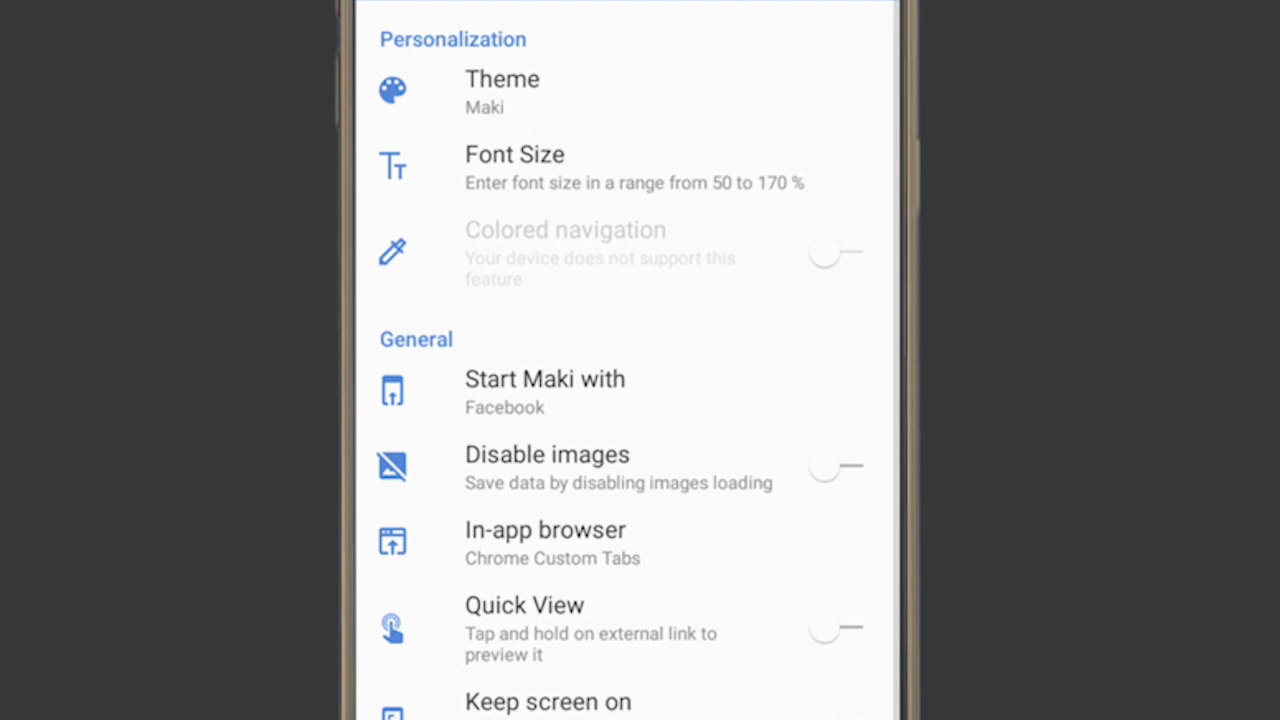 Personalization
Theme
Maki
Font Size
Enter font size in a range from 50 to 170 %
Colored navigation
Your device does not support this
feature
General
Start Maki with
Facebook
Disable images
Save data by disabling images loading
In-app browser
Chrome Custom Tabs
Quick View
Tap and hold on external link to
preview it
Keep screen on